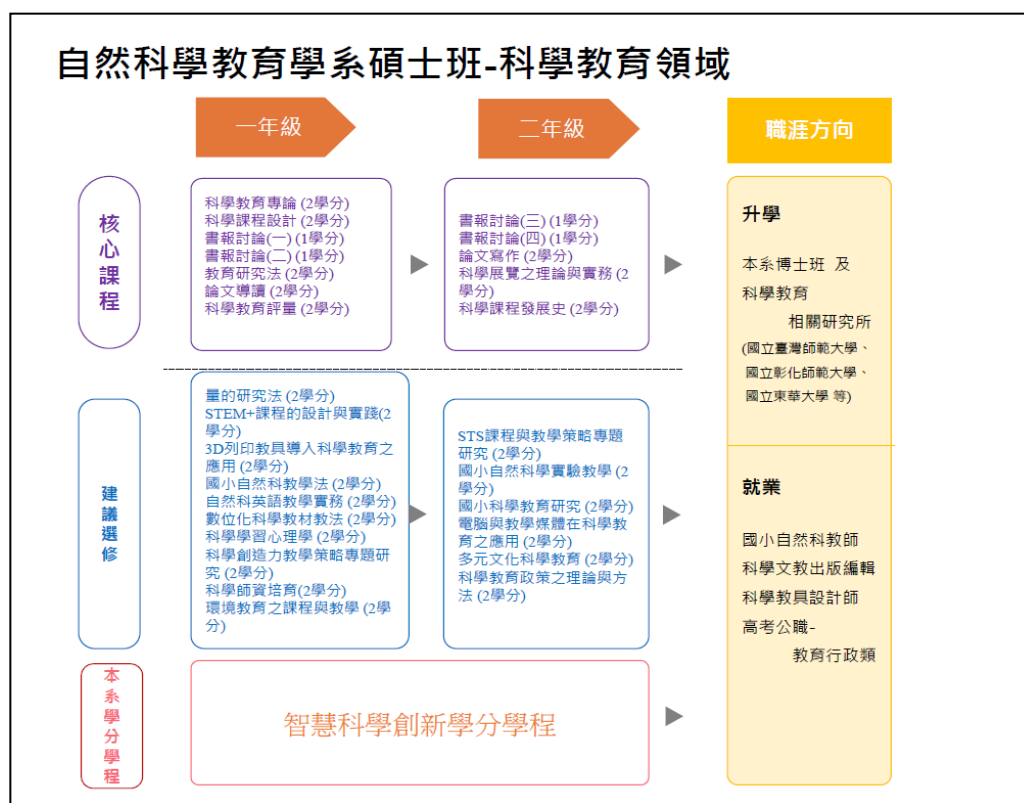 自然科學教育學系碩士班-科學教育領域
一年級
二年級
職涯方向
核
心
課
程
科學教育專論 (2學分)
科學課程設計 (2學分)
書報討論(一) (1學分)
書報討論(二) (1學分)
教育研究法 (2學分)
論文導讀 (2學分)
科學教育評量 (2學分)
書報討論(三) (1學分)
書報討論(四) (1學分)
論文寫作 (2學分)
科學展覽之理論與實務 (2
學分)
科學課程發展史 (2學分)
升學
本系博士班 及
科學教育
相關研究所
(國立臺灣師範大學、
國立彰化師範大學、
國立東華大學 等)
建
議
選
修
量的研究法 (2學分)
STEM+課程的設計與實踐(2
學分)
3D列印教具導入科學教育之
應用 (2學分)
國小自然科教學法 (2學分)
自然科英語教學實務 (2學分)
數位化科學教材教法 (2學分)
科學學習心理學 (2學分)
科學創造力教學策略專題研
究 (2學分)
科學師資培育(2學分)
環境教育之課程與教學 (2學
分)
STS課程與教學策略專題
研究 (2學分)
國小自然科學實驗教學 (2
學分)
國小科學教育研究 (2學分)
電腦與教學媒體在科學教
育之應用 (2學分)
多元文化科學教育 (2學分)
科學教育政策之理論與方
法 (2學分)
就業
國小自然科教師
科學文教出版編輯
科學教具設計師
高考公職-
教育行政類
本
系
學
分
學
程
智慧科學創新學分學程